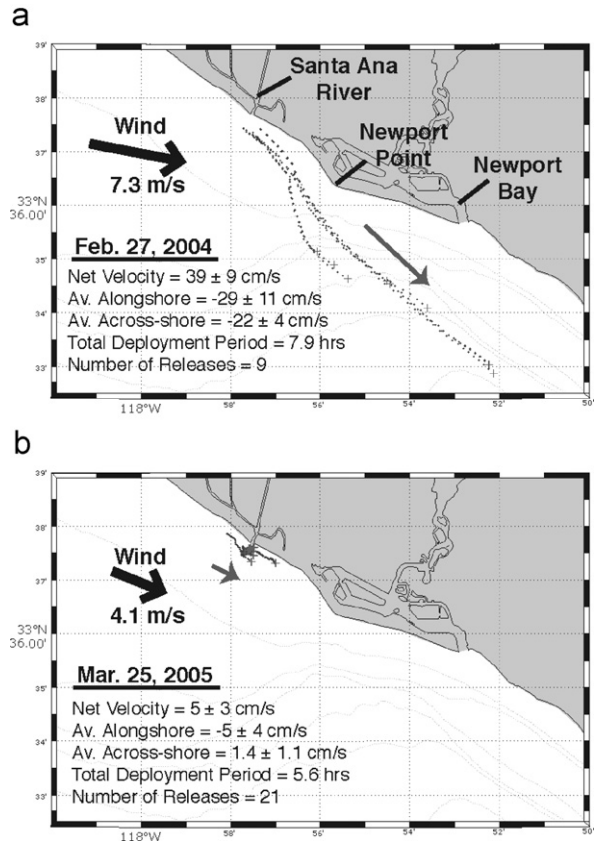 a
39'
Santa Ana
River
38'
Wind
Newport
Point
Newport
Bay
37'
7.3 m/s
33°N
36.00'
Feb. 27, 2004
35'
Net Velocity = 39 ± 9 cm/s
Av. Alongshore = -29 ± 11 cm/s
34'
Av. Across-shore = -22 ± 4 cm/s
Total Deployment Period = 7.9 hrs
Number of Releases = 9
33'
118°W
58'
56'
54'
52'
50'
b
39'
38'
Wind
37'
4.1 m/s
33°N
36.00'
Mar. 25, 2005
35'
Net Velocity = 5 ± 3 cm/s
Av. Alongshore = -5 ± 4 cm/s
34'
Av. Across-shore = 1.4 ± 1.1 cm/s
Total Deployment Period = 5.6 hrs
Number of Releases = 21
33'
118°W
58'
56'
54'
52'
50'